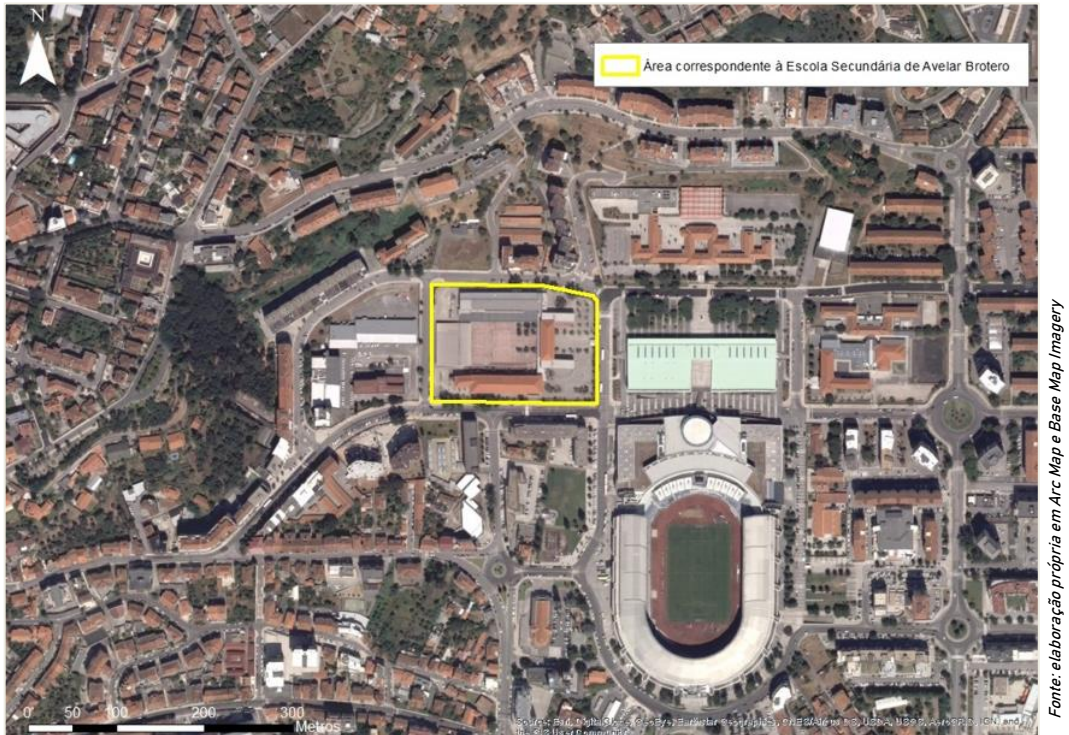 N
Área correspondente à Escola Secundária de Avelar Brotero
Fonte: elaboração própria em Arc Map e Base Map Imagery
0 50 100 200 300
Metros